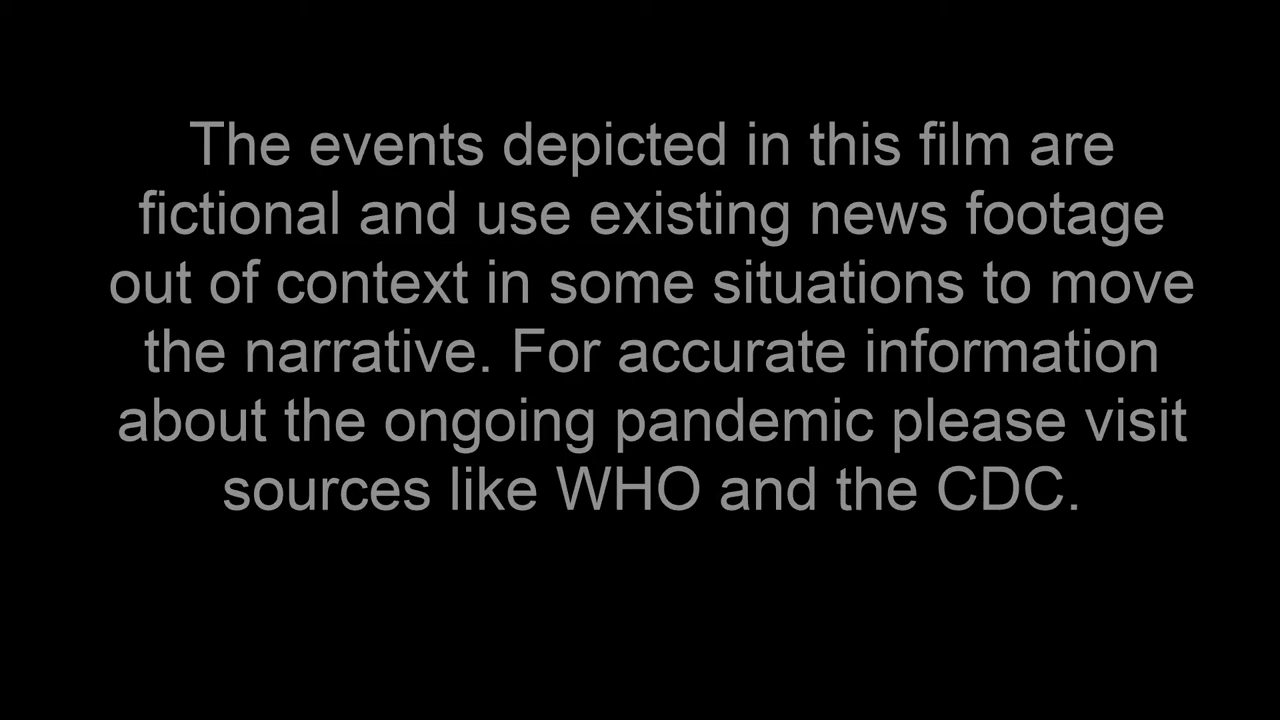 The events depicted in this film are
fictional and use existing news footage
out of context in some situations to move
the narrative. For accurate information
about the ongoing pandemic please visit
sources like WHO and the CDC.